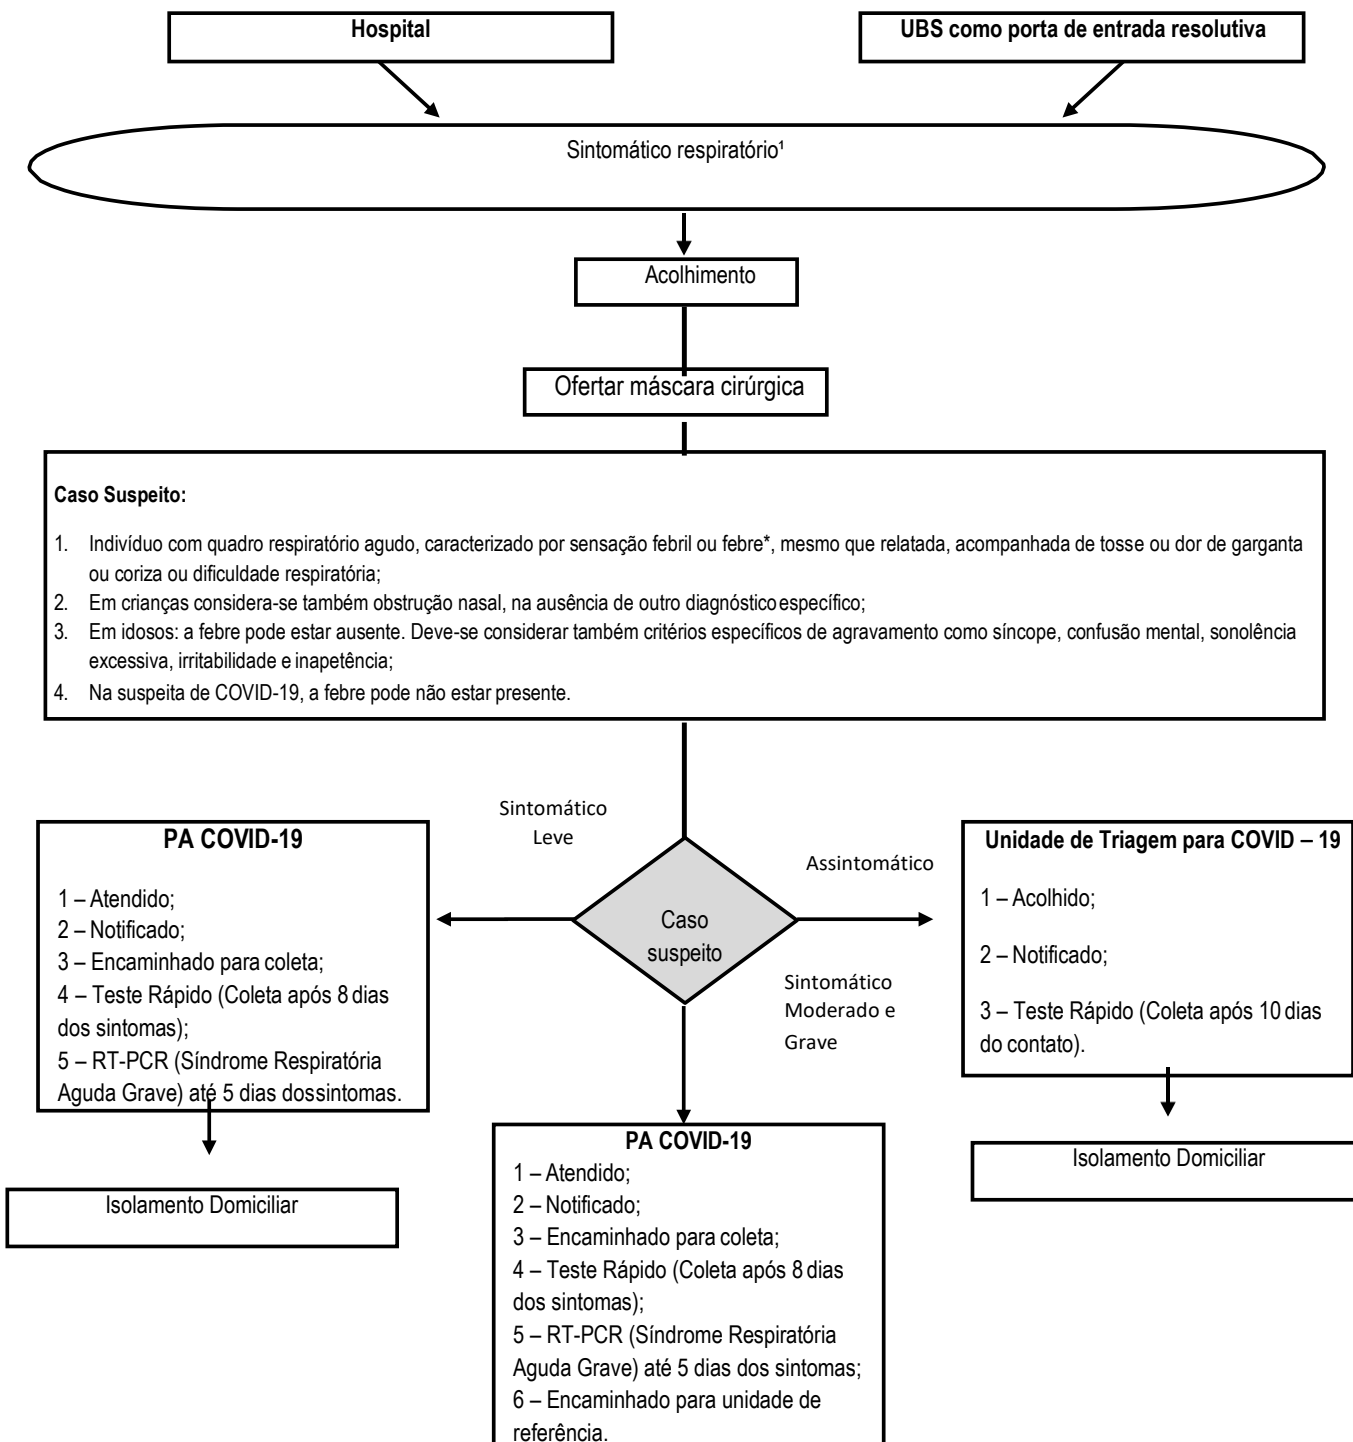 Hospital
UBS como porta de entrada resolutiva
Sintomático respiratório¹
Acolhimento
Ofertar máscara cirúrgica
Caso Suspeito:
1. Indivíduo com quadro respiratório agudo, caracterizado por sensação febril ou febre*, mesmo que relatada, acompanhada de tosse ou dor de garganta
ou coriza ou dificuldade respiratória;
2. Em crianças considera-se também obstrução nasal, na ausência de outro diagnóstico específico;
3. Em idosos: a febre pode estar ausente. Deve-se considerar também critérios específicos de agravamento como síncope, confusão mental, sonolência
excessiva, irritabilidade e inapetência;
4. Na suspeita de COVID-19, a febre pode não estar presente.
Sintomático
Leve
PA COVID-19
1 – Atendido;
2 – Notificado;
3 – Encaminhado para coleta;
4 – Teste Rápido (Coleta após 8 dias
dos sintomas);
5 – RT-PCR (Síndrome Respiratória
Aguda Grave) até 5 dias dossintomas.
Isolamento Domiciliar
Caso
suspeito
Assintomático
Sintomático
Moderado e
Grave
Unidade de Triagem para COVID – 19
1 – Acolhido;
2 – Notificado;
3 – Teste Rápido (Coleta após 10 dias
do contato).
Isolamento Domiciliar
PA COVID-19
1 – Atendido;
2 – Notificado;
3 – Encaminhado para coleta;
4 – Teste Rápido (Coleta após 8 dias
dos sintomas);
5 – RT-PCR (Síndrome Respiratória
Aguda Grave) até 5 dias dos sintomas;
6 – Encaminhado para unidade de
referência.